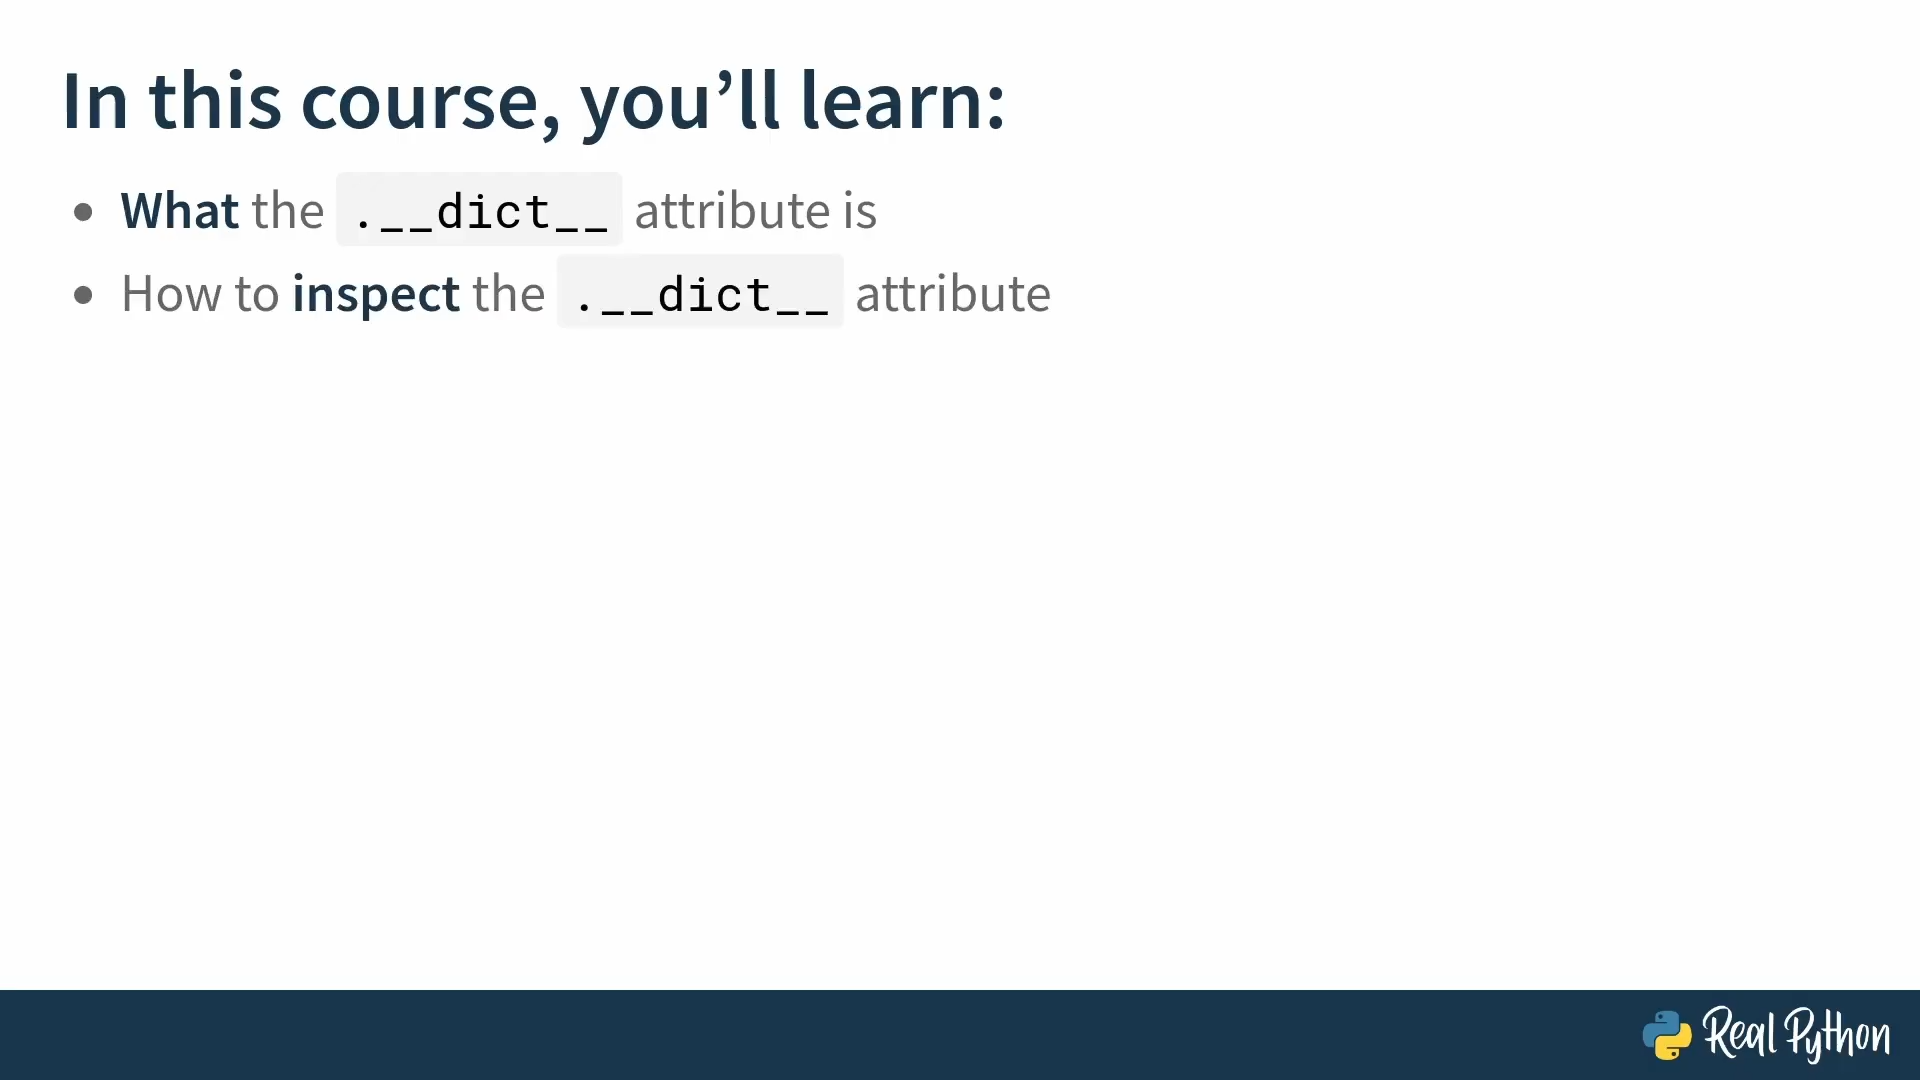 In this course, you’ll learn:
• What the .__dict__ attribute is
• How to inspect the .__dict__ attribute
Real Python